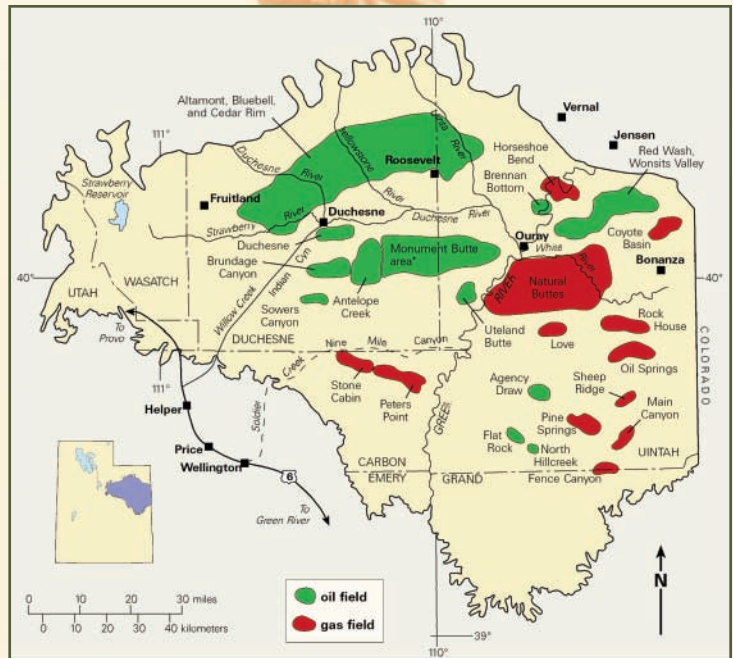 110°
Altamont, Bluebell,
and Cedar Rim
111°
Vernal
Jensen
Horseshoe
Bend
Red Wash,
Wonsits Valley
Yellowstone
River
Uinta
River
Duchesne
River
Roosevelt
Brennan
Bottom
Strawberry
Reservoir
Fruitland
Strawberry
River
Duchesne
Duchesne
River
Ouray
White
River
Coyote
Basin
Bonanza
Duchesne
Brundage
Canyon
Monument Butte
area*
40°
40°
WASATCH
UTAH
Indian
Cyn
Antelope
Creek
RIVER
Natural
Buttes
Willow Creek
Sowers
Canyon
To
Provo
DUCHESNE
Nine
Mile
Canyon
Uteland
Butte
Love
Rock
House
Oil Springs
COLORADO
111°
Creek
Stone
Cabin
Peters
Point
Agency
Draw
Sheep
Ridge
Main
Canyon
Helper
Soldier
GREEN
Pine
Springs
Price
Flat
Rock
North
Hillcreek
UINTAH
Wellington
6
CARBON
EMERY
GRAND
Fence Canyon
To
Green River
0 10 20 30 miles
0 10 20 30 40 kilometers
oil field
gas field
N
39°
110°